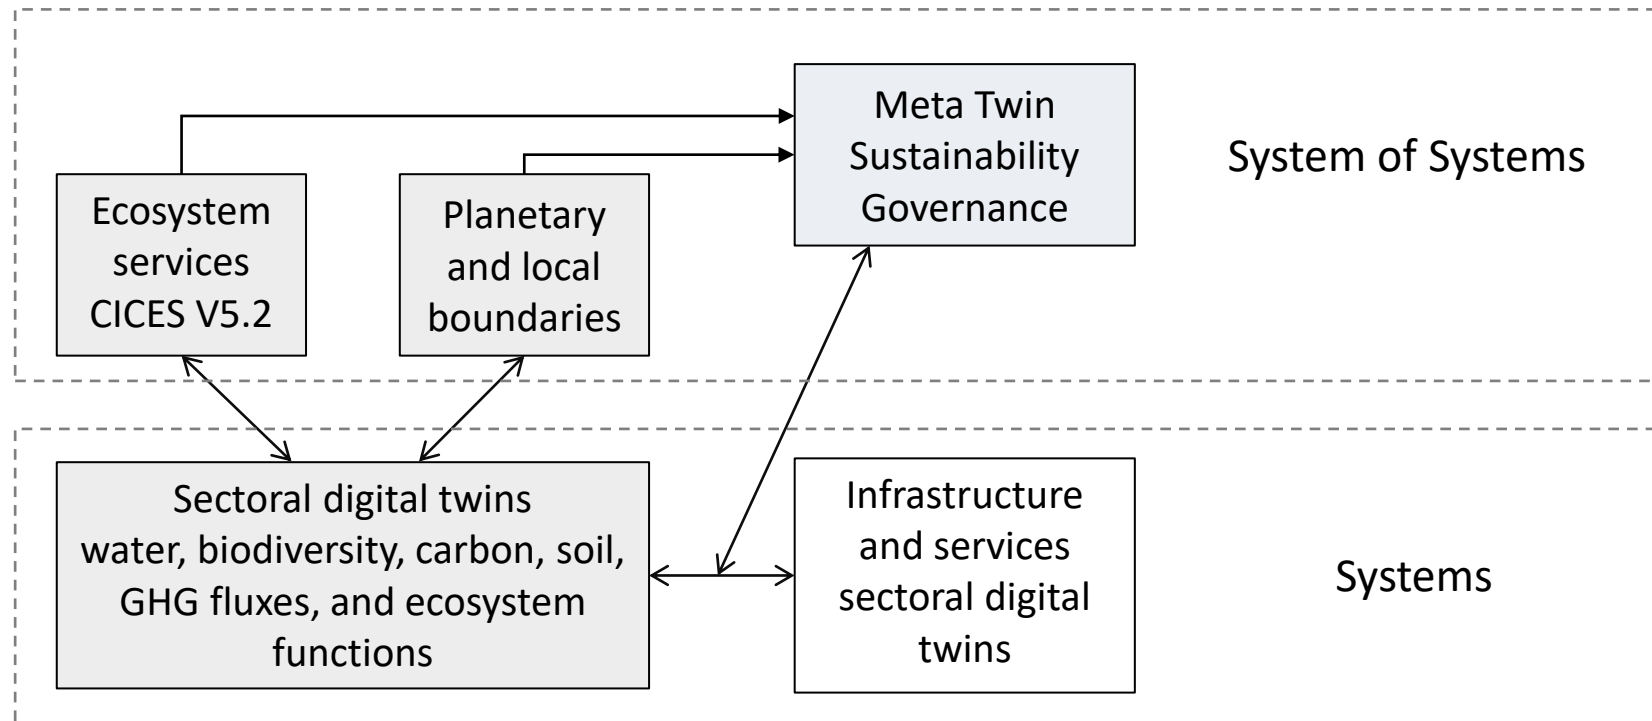 Meta Twin
Sustainability
Governance
System of Systems
Ecosystem
services
CICES V5.2
Planetary
and local
boundaries
Sectoral digital twins
water, biodiversity, carbon, soil,
GHG fluxes, and ecosystem
functions
Infrastructure
and services
sectoral digital
twins
Systems